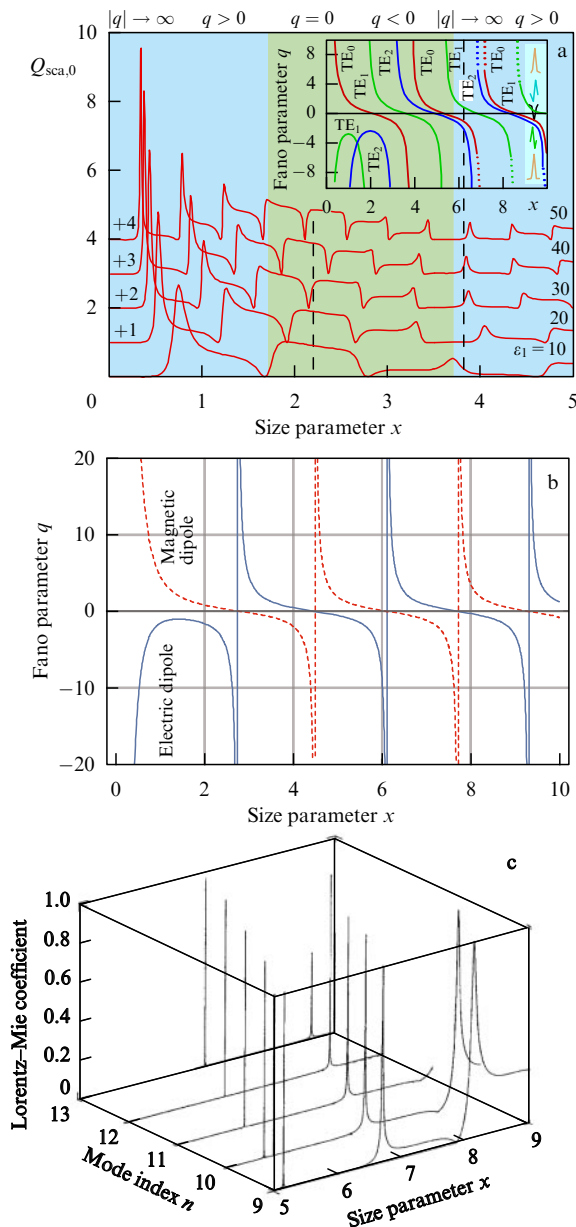 |q| → ∞ q > 0 q = 0 q < 0 |q| → ∞ q > 0
Q_sca,0
a
10
8
6
4
2
0
+4
+3
+2
+1
50
40
30
20
ε₁ = 10
0 1 2 3 4 5
Size parameter x
Fano parameter q
8
4
0
−4
−8
TE₀
TE₁
TE₂
TE₀
TE₁
TE₂
TE₀
TE₁
TE₁
TE₂
0 2 4 6 8 x
b
20
10
0
−10
−20
Fano parameter q
Magnetic
dipole
Electric dipole
0 2 4 6 8 10
Size parameter x
c
Lorentz–Mie coefficient
1.0
0.8
0.6
0.4
0.2
0
13
12
11
10
9
Mode index n
5
6
7
8
9
Size parameter x